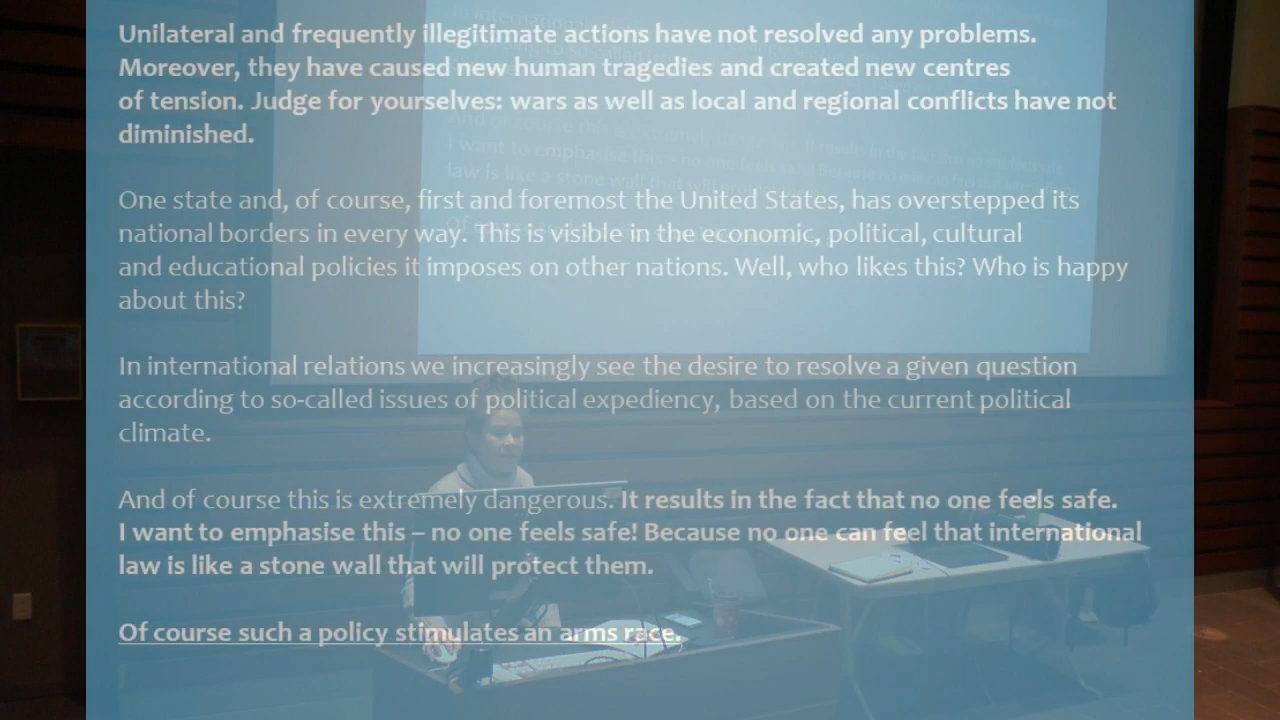 Unilateral and frequently illegitimate actions have not resolved any problems.
Moreover, they have caused new human tragedies and created new centres
of tension. Judge for yourselves: wars as well as local and regional conflicts have not
diminished.
One state and, of course, first and foremost the United States, has overstepped its
national borders in every way. This is visible in the economic, political, cultural
and educational policies it imposes on other nations. Well, who likes this? Who is happy
about this?
In international relations we increasingly see the desire to resolve a given question
according to so-called issues of political expediency, based on the current political
climate.
And of course this is extremely dangerous. It results in the fact that no one feels safe.
I want to emphasise this – no one feels safe! Because no one can feel that international
law is like a stone wall that will protect them.
Of course such a policy stimulates an arms race.